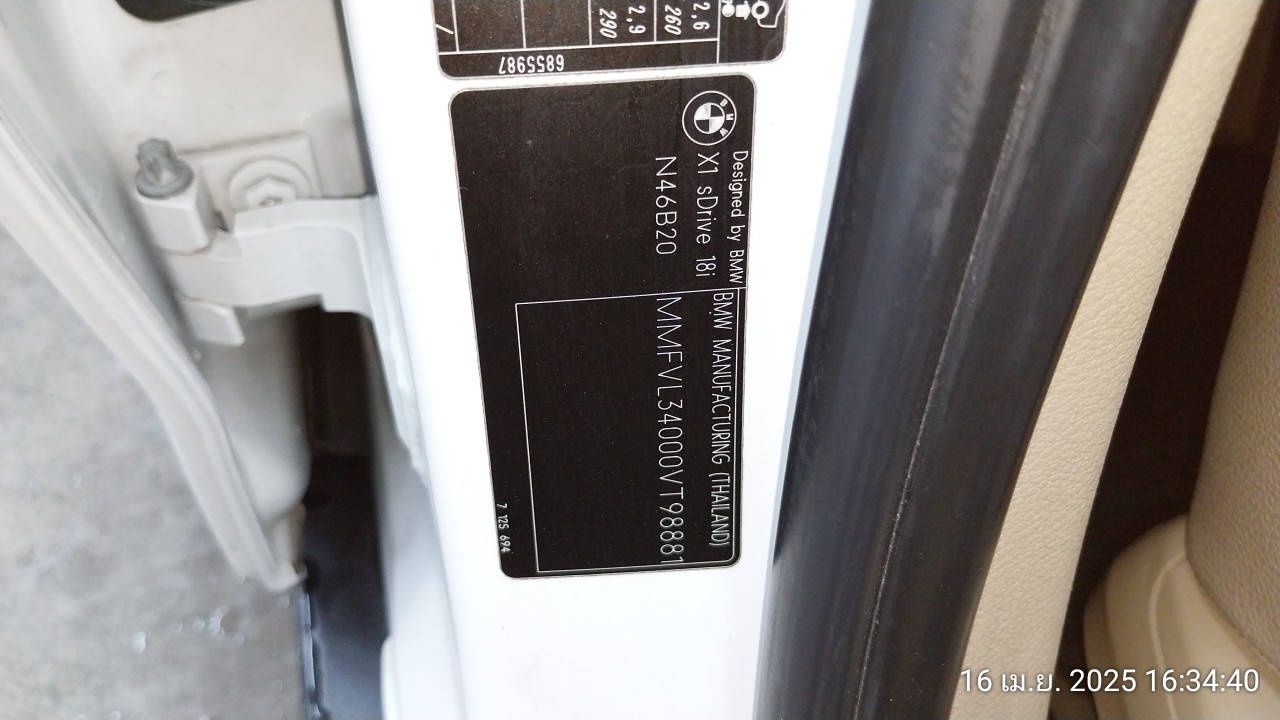 2,6
260
2,9
290
6855987
BMW
Designed by BMW
X1 sDrive 18i
N46B20
BMW MANUFACTURING (THAILAND)
MMFVL34000VT98881
7 125 694
16 เม.ย. 2025 16:34:40